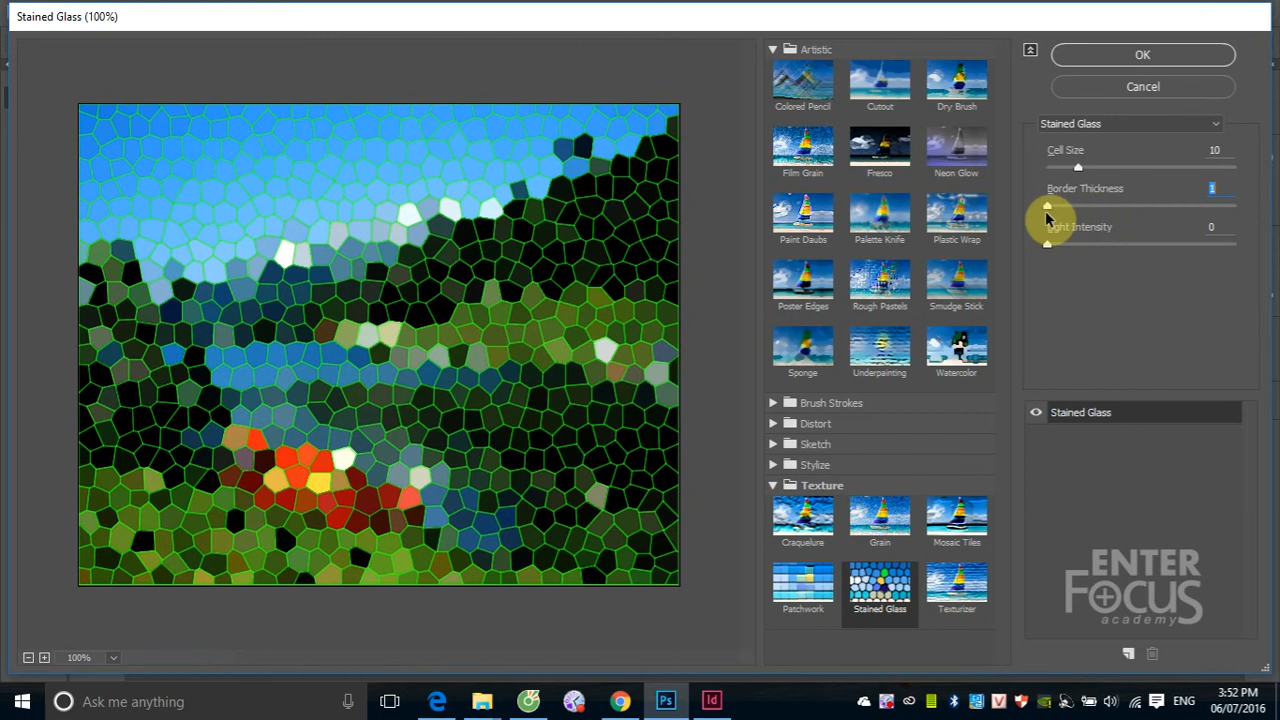 Stained Glass (100%)
Artistic
Colored Pencil
Cutout
Dry Brush
Film Grain
Fresco
Neon Glow
Paint Daubs
Palette Knife
Plastic Wrap
Poster Edges
Rough Pastels
Smudge Stick
Sponge
Underpainting
Watercolor
Brush Strokes
Distort
Sketch
Stylize
Texture
Craquelure
Grain
Mosaic Tiles
Patchwork
Stained Glass
Texturizer
OK
Cancel
Stained Glass
Cell Size 10
Border Thickness 1
Intensity 0
Stained Glass
ENTER
FOCUS
academy
100%
Ask me anything
Ps
Id
ENG
3:52 PM
06/07/2016